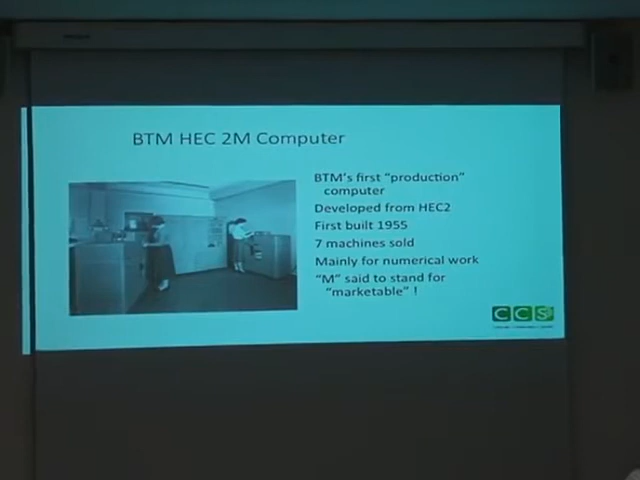 BTM HEC 2M Computer
BTM's first "production"
computer
Developed from HEC2
First built 1955
7 machines sold
Mainly for numerical work
"M" said to stand for
"marketable" !
CCS